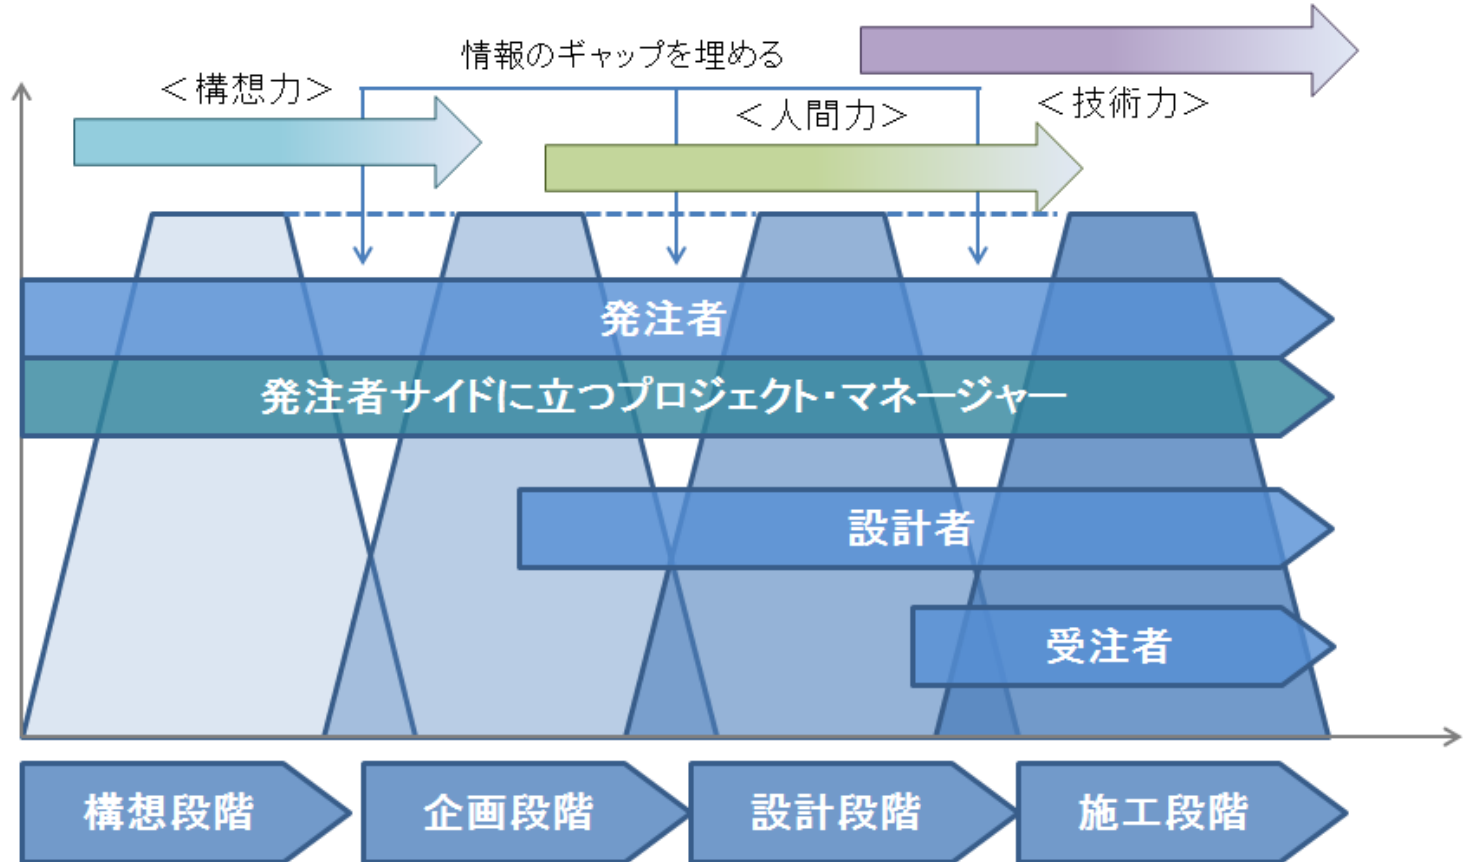 情報のギャップを埋める
＜構想力＞
＜人間力＞
＜技術力＞
発注者
発注者サイドに立つプロジェクト・マネージャー
設計者
受注者
構想段階
企画段階
設計段階
施工段階